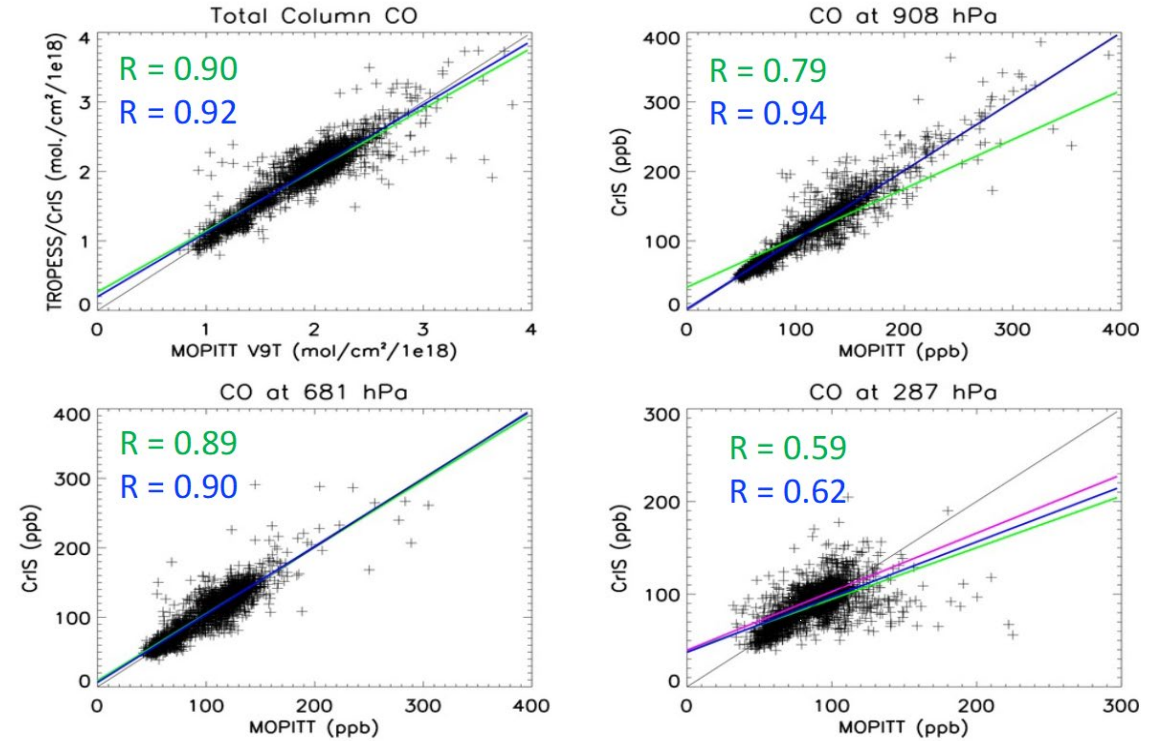 Total Column CO
R = 0.90
R = 0.92
TROPESS/CrIS (mol./cm²/1e18)
4
3
2
1
0
0 1 2 3 4
MOPITT V9T (mol/cm²/1e18)
CO at 908 hPa
R = 0.79
R = 0.94
CrIS (ppb)
400
300
200
100
0
0 100 200 300 400
MOPITT (ppb)
CO at 681 hPa
R = 0.89
R = 0.90
CrIS (ppb)
400
300
200
100
0
0 100 200 300 400
MOPITT (ppb)
CO at 287 hPa
R = 0.59
R = 0.62
CrIS (ppb)
300
200
100
0
0 100 200 300
MOPITT (ppb)